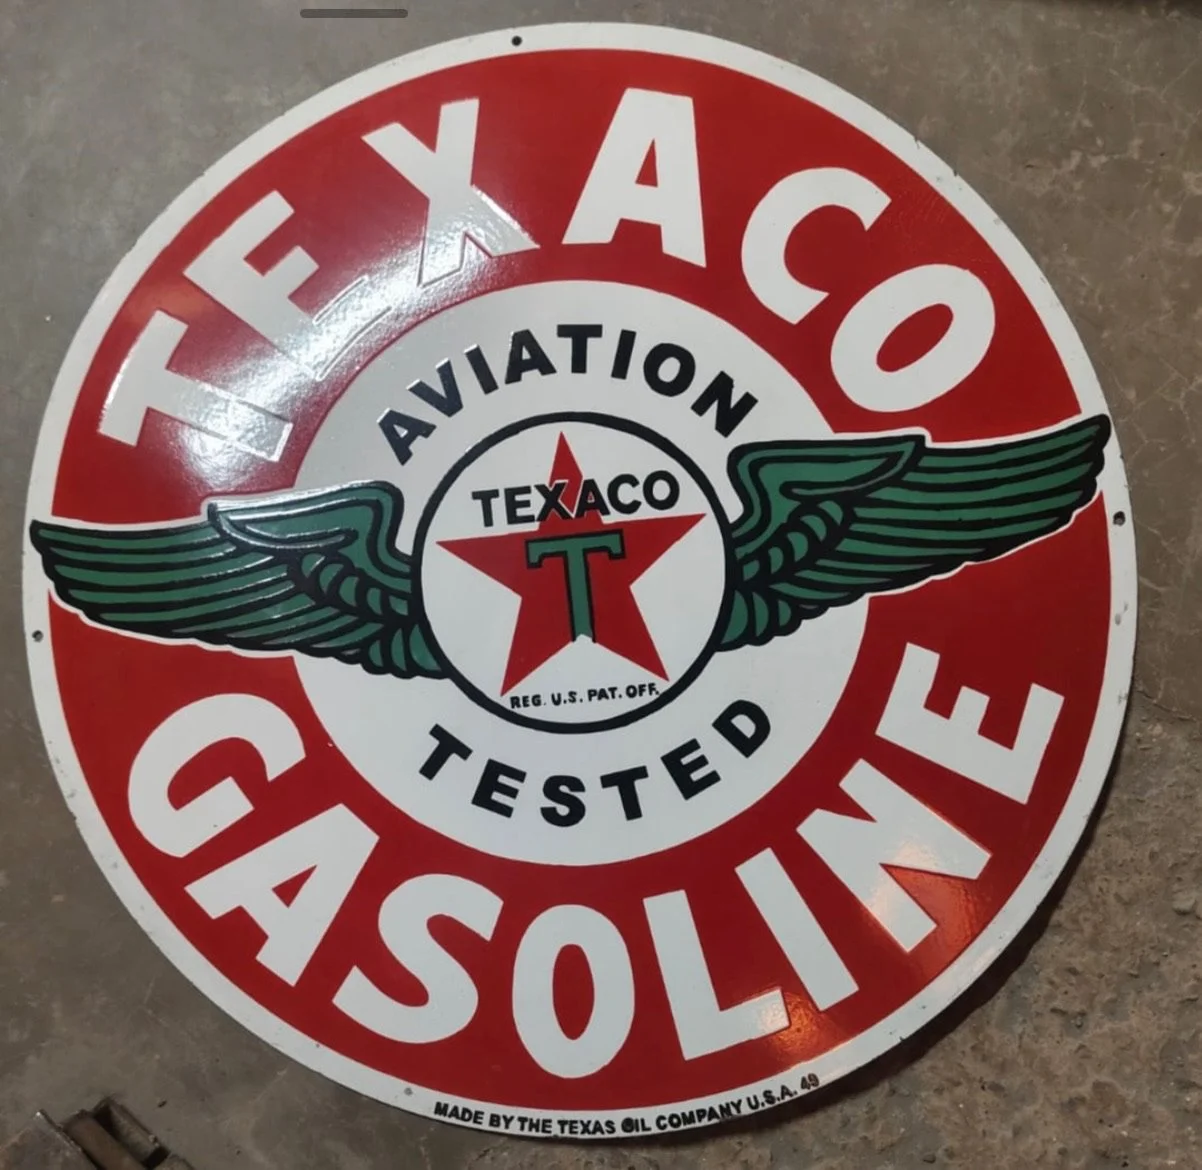 TEXACO
AVIATION
TEXACO
T
REG. U.S. PAT. OFF.
TESTED
GASOLINE
MADE BY THE TEXAS OIL COMPANY U.S.A. 49